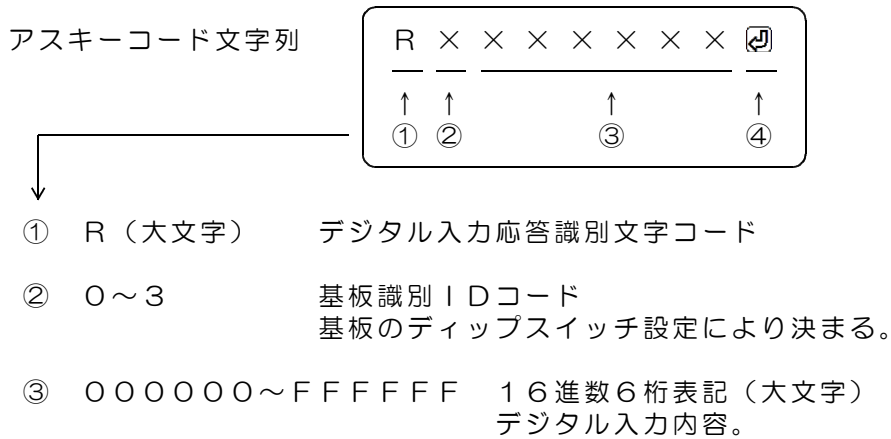 アスキーコード文字列 R × × × × × × × ⏎
↑ ↑ ↑ ↑
① ② ③ ④
① R（大文字） デジタル入力応答識別文字コード
② 0～3 基板識別IDコード
基板のディップスイッチ設定により決まる。
③ 000000～FFFFFF 16進数6桁表記（大文字）
デジタル入力内容。